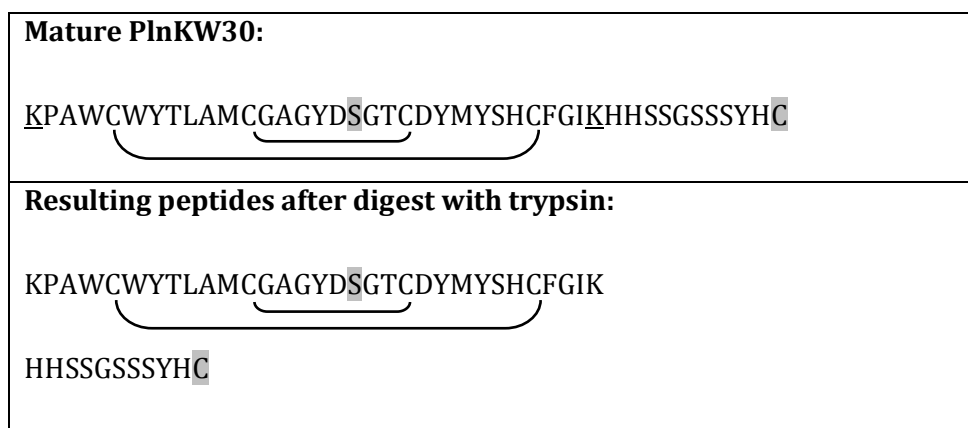 Mature PlnKW30:
KPAWCWYTLAMCGAGYDSGTCDYMYSHCFGIKHHSSGSSSYHC
Resulting peptides after digest with trypsin:
KPAWCWYTLAMCGAGYDSGTCDYMYSHCFGIK
HHSSGSSSYHC